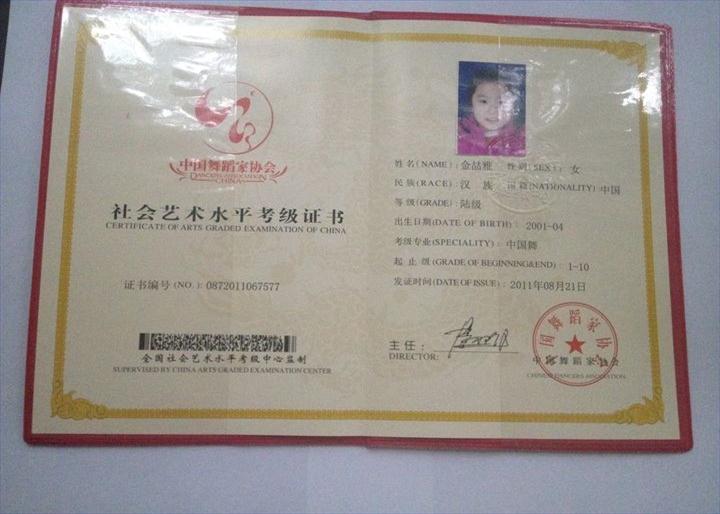 中国舞蹈家协会
DANCERS ASSOCIATION
CHINA
社会艺术水平考级证书
CERTIFICATE OF ARTS GRADED EXAMINATION OF CHINA
证书编号 (NO.) : 0872011067577
全国社会艺术水平考级中心监制
SUPERVISED BY CHINA ARTS GRADED EXAMINATION CENTER
姓名(NAME) : 金喆雅 性别(SEX) : 女
民族(RACE) : 汉族 国籍(NATIONALITY) 中国
等级(GRADE) : 陆级
出生日期(DATE OF BIRTH) : 2001-04
考级专业(SPECIALITY) : 中国舞
起止级(GRADE OF BEGINNING&END) : 1-10
发证时间(DATE OF ISSUE) : 2011年08月21日
主任:
DIRECTOR:
中国舞蹈家协会
中国舞蹈家协会
CHINESE DANCERS ASSOCIATION